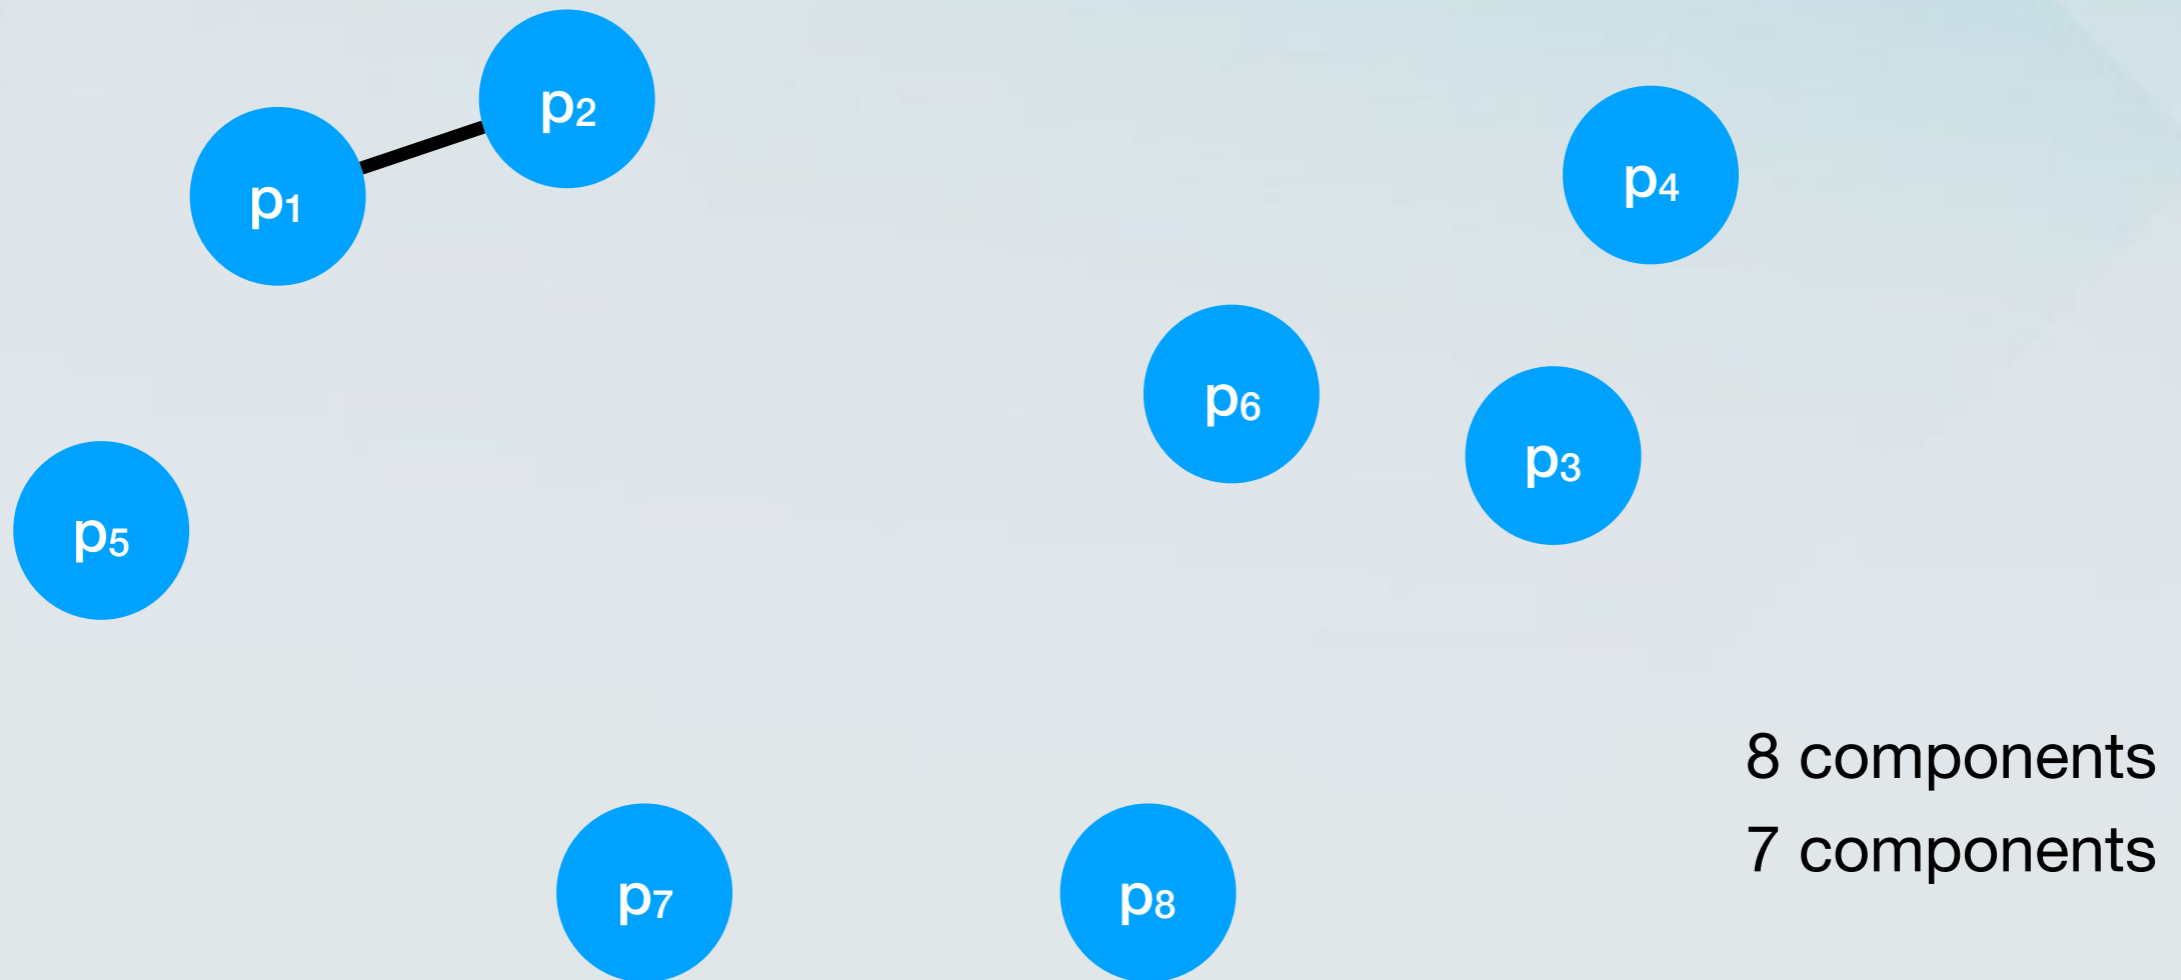 p₂
p₁
p₄
p₆
p₃
p₅
8 components
7 components
p₇
p₈